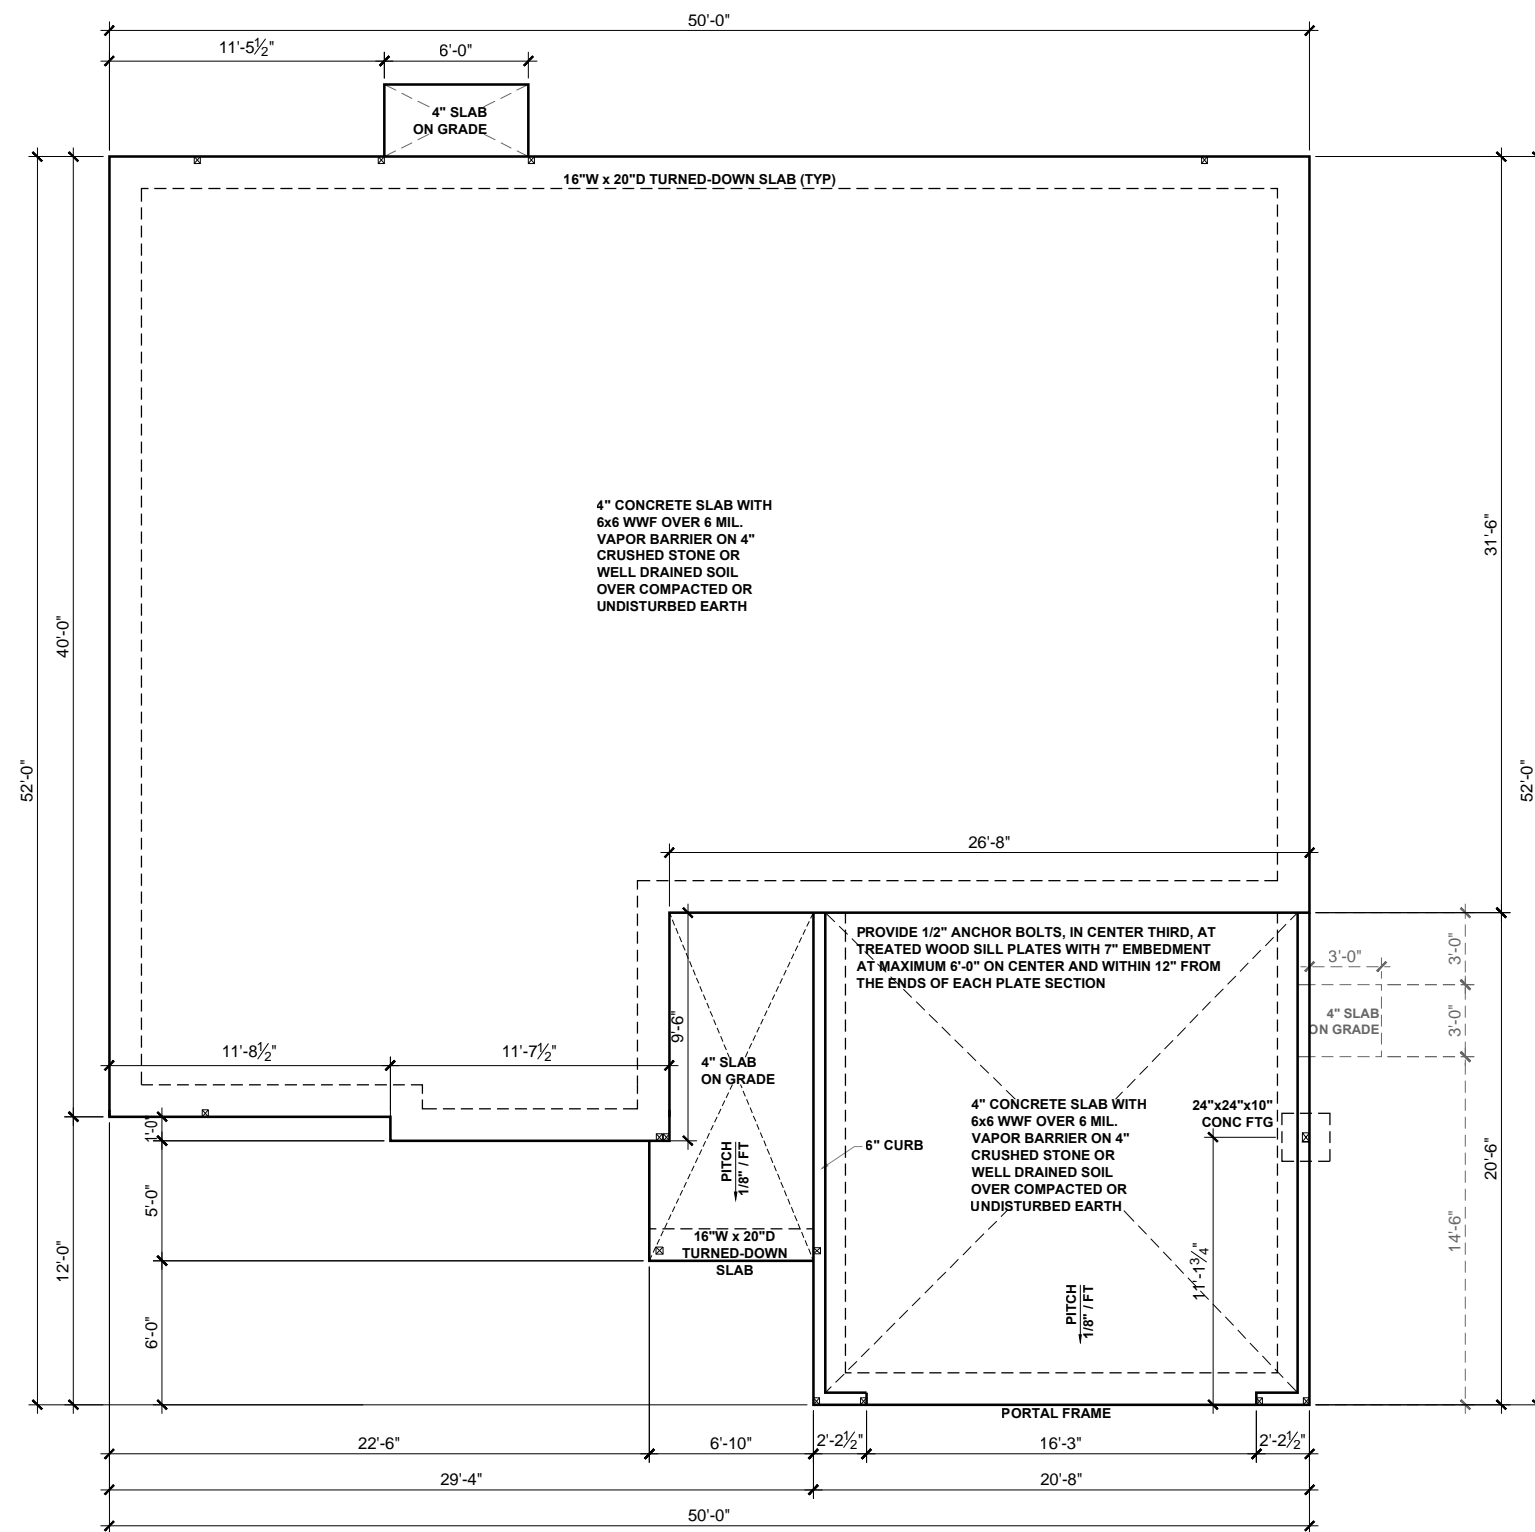 50'-0"
11'-5½"
6'-0"
4" SLAB
ON GRADE
16"W x 20"D TURNED-DOWN SLAB (TYP)
4" CONCRETE SLAB WITH
6x6 WWF OVER 6 MIL.
VAPOR BARRIER ON 4"
CRUSHED STONE OR
WELL DRAINED SOIL
OVER COMPACTED OR
UNDISTURBED EARTH
31'-6"
40'-0"
52'-0"
52'-0"
26'-8"
PROVIDE 1/2" ANCHOR BOLTS, IN CENTER THIRD, AT
TREATED WOOD SILL PLATES WITH 7" EMBEDMENT
AT MAXIMUM 6'-0" ON CENTER AND WITHIN 12" FROM
THE ENDS OF EACH PLATE SECTION
3'-0"
3'-0"
4" SLAB
ON GRADE
3'-0"
9'-6"
11'-8½"
11'-7½"
4" SLAB
ON GRADE
4" CONCRETE SLAB WITH
6x6 WWF OVER 6 MIL.
VAPOR BARRIER ON 4"
CRUSHED STONE OR
WELL DRAINED SOIL
OVER COMPACTED OR
UNDISTURBED EARTH
24"x24"x10"
CONC FTG
1'-0"
6" CURB
PITCH
1/8" / FT
20'-6"
5'-0"
14'-6"
16"W x 20"D
TURNED-DOWN
SLAB
12'-0"
11'-1¾"
PITCH
1/8" / FT
6'-0"
PORTAL FRAME
22'-6"
6'-10"
2'-2½"
16'-3"
2'-2½"
29'-4"
20'-8"
50'-0"